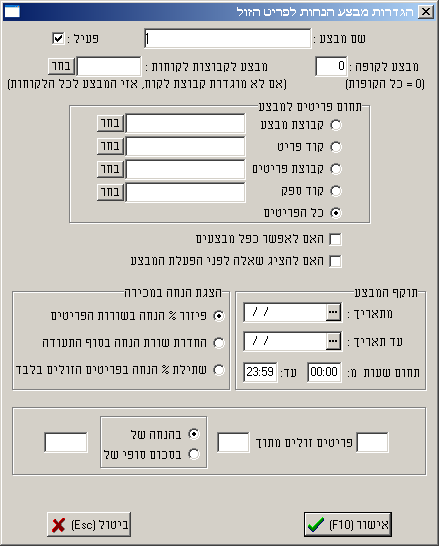 הגדרות מבצע הנחות לפריט הזול
שם מבצע : 1 פעיל :
מבצע לקופה : 0 מבצע לקבוצות לקוחות : בחר
(0 = כל הקופות) (אם לא מוגדרת קבוצת לקוח, אזי המבצע לכל הלקוחות)
תחום פריטים למבצע
קבוצת מבצע בחר
קוד פריט בחר
קבוצת פריטים בחר
קוד ספק בחר
כל הפריטים
האם לאפשר כפל מבצעים
האם להציג שאלה לפני הפעלת המבצע
תוקף המבצע
מתאריך : / / ...
עד תאריך : / / ...
תחום שעות מ: 00:00 עד: 23:59
הצגת הנחה במכירה
פיזור % הנחה בשורות הפריטים
החדרת שורת הנחה בסוף התעודה
שתילת % הנחה בפריטים הזולים בלבד
פריטים זולים מתוך
בהנחה של
בסכום סופי של
אישור (F10) ביטול (Esc)